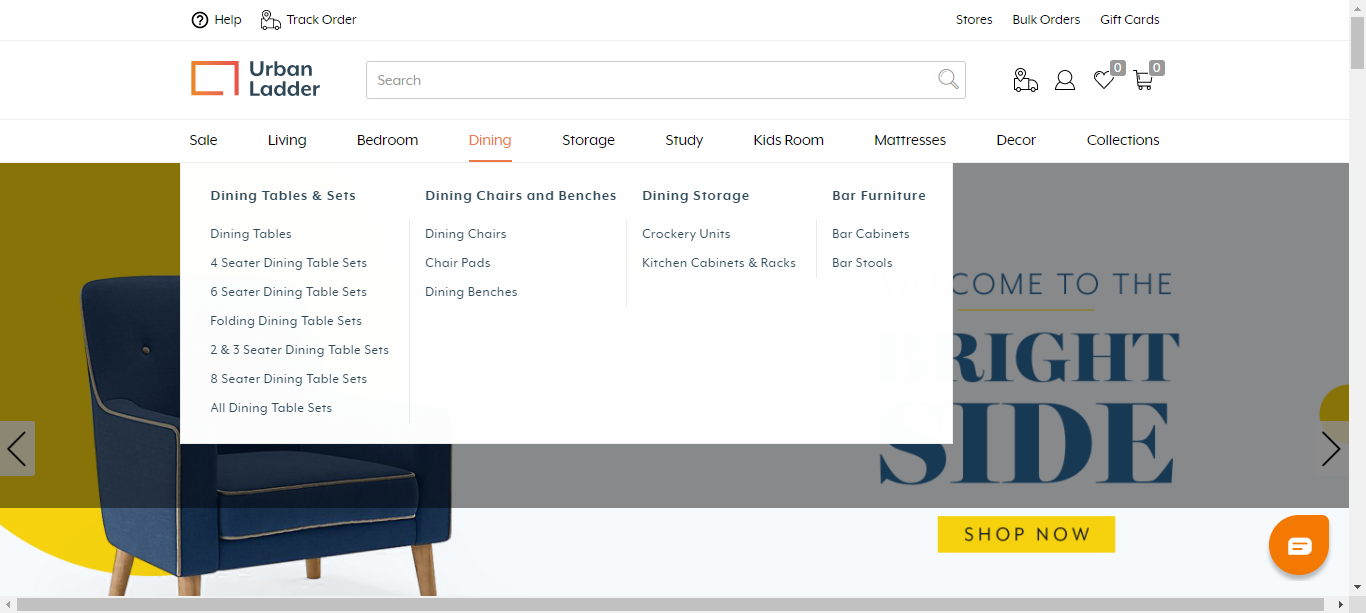 Help
Track Order
Stores
Bulk Orders
Gift Cards
Urban
Ladder
Search
0
0
Sale
Living
Bedroom
Dining
Storage
Study
Kids Room
Mattresses
Decor
Collections
Dining Tables & Sets
Dining Tables
4 Seater Dining Table Sets
6 Seater Dining Table Sets
Folding Dining Table Sets
2 & 3 Seater Dining Table Sets
8 Seater Dining Table Sets
All Dining Table Sets
Dining Chairs and Benches
Dining Chairs
Chair Pads
Dining Benches
Dining Storage
Crockery Units
Kitchen Cabinets & Racks
Bar Furniture
Bar Cabinets
Bar Stools
COME TO THE
RIGHT
SIDE
SHOP NOW